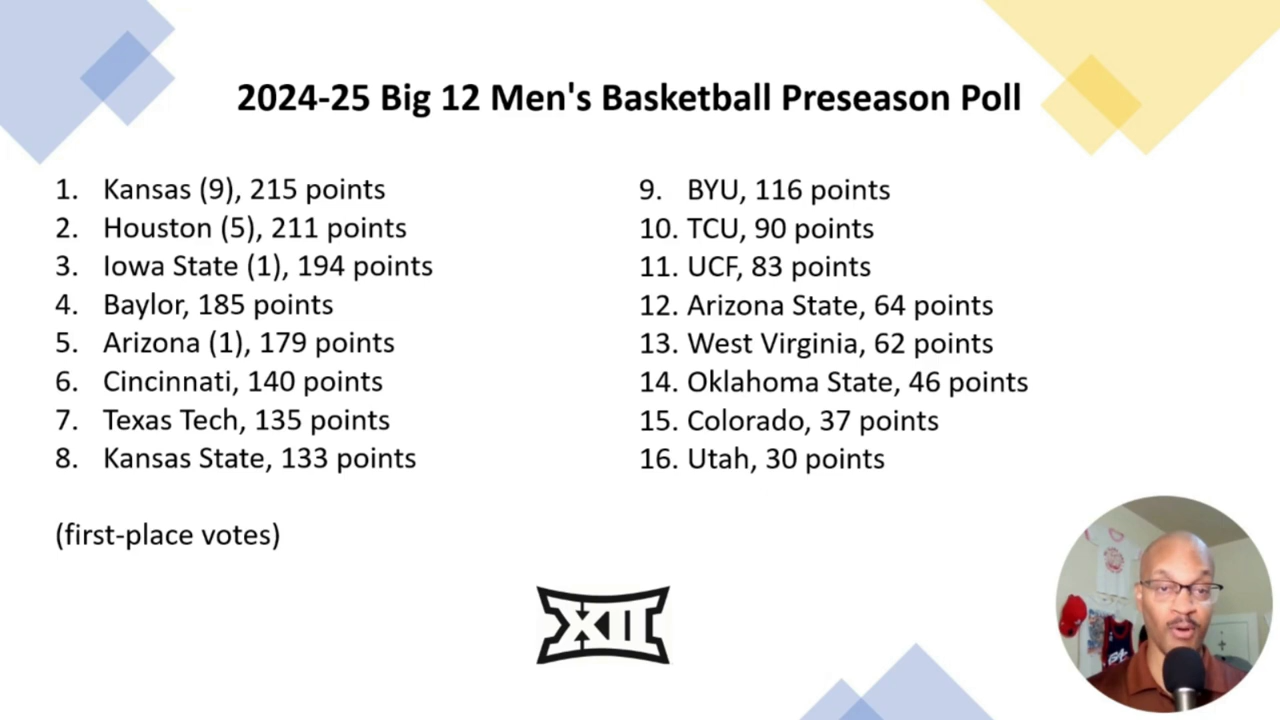 2024-25 Big 12 Men's Basketball Preseason Poll
1. Kansas (9), 215 points
2. Houston (5), 211 points
3. Iowa State (1), 194 points
4. Baylor, 185 points
5. Arizona (1), 179 points
6. Cincinnati, 140 points
7. Texas Tech, 135 points
8. Kansas State, 133 points
(first-place votes)
9. BYU, 116 points
10. TCU, 90 points
11. UCF, 83 points
12. Arizona State, 64 points
13. West Virginia, 62 points
14. Oklahoma State, 46 points
15. Colorado, 37 points
16. Utah, 30 points
XII